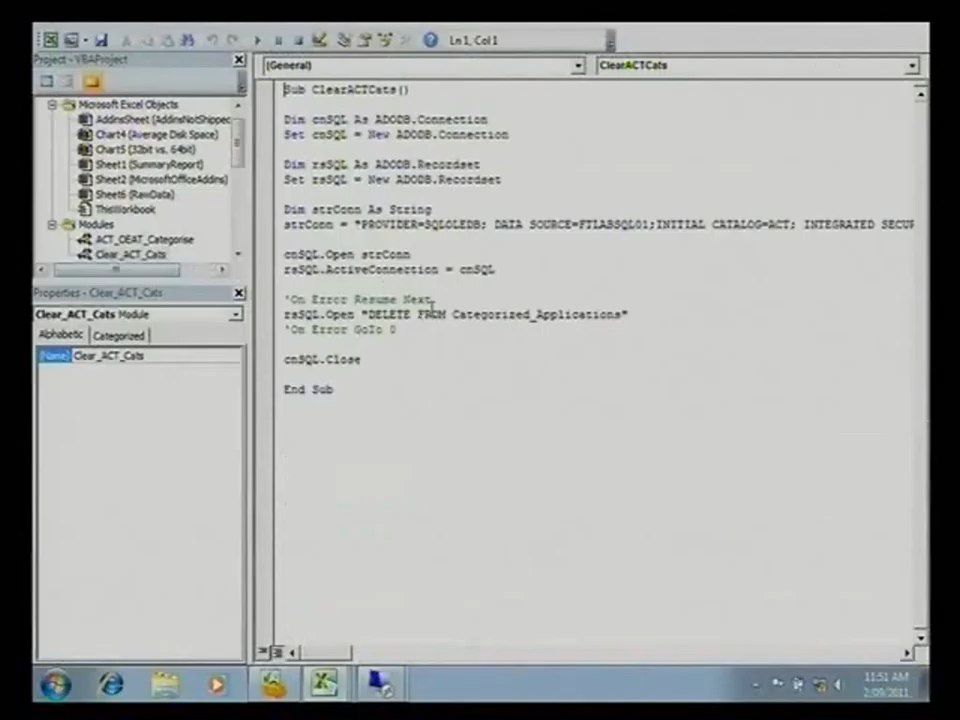 Ln 1, Col 1
Project - VBAProject
Microsoft Excel Objects
AddinsSheet (AddinsNotShipped
Chart4 (Average Disk Space)
Chart5 (32bit vs. 64bit)
Sheet1 (SummaryReport)
Sheet2 (MicrosoftOfficeAddins)
Sheet6 (RawData)
ThisWorkbook
Modules
ACT_OEAT_Categorise
Clear_ACT_Cats
Properties - Clear_ACT_Cats
Clear_ACT_Cats Module
Alphabetic Categorized
(Name) Clear_ACT_Cats
(General) ClearACTCats
Sub ClearACTCats()
Dim cnSQL As ADODB.Connection
Set cnSQL = New ADODB.Connection
Dim rsSQL As ADODB.Recordset
Set rsSQL = New ADODB.Recordset
Dim strConn As String
strConn = "PROVIDER=SQLOLEDB; DATA SOURCE=FTLASSQL01;INITIAL CATALOG=ACT; INTEGRATED SECUR
cnSQL.Open strConn
rsSQL.ActiveConnection = cnSQL
'On Error Resume Next
rsSQL.Open "DELETE FROM Categorized_Applications"
'On Error GoTo 0
cnSQL.Close
End Sub
11:51 AM
2/09/2011